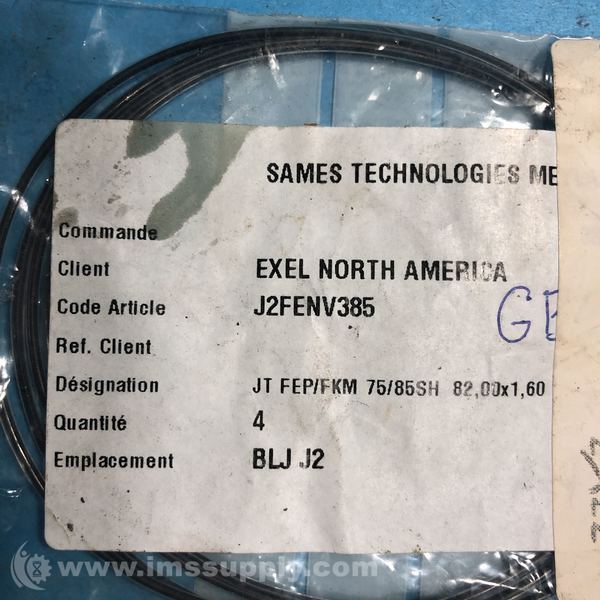 SAMES TECHNOLOGIES ME
Commande
Client EXEL NORTH AMERICA
Code Article J2FENV385
Ref. Client
Désignation JT FEP/FKM 75/85SH 82,00x1,60
Quantité 4
Emplacement BLJ J2
www.imssupply.com